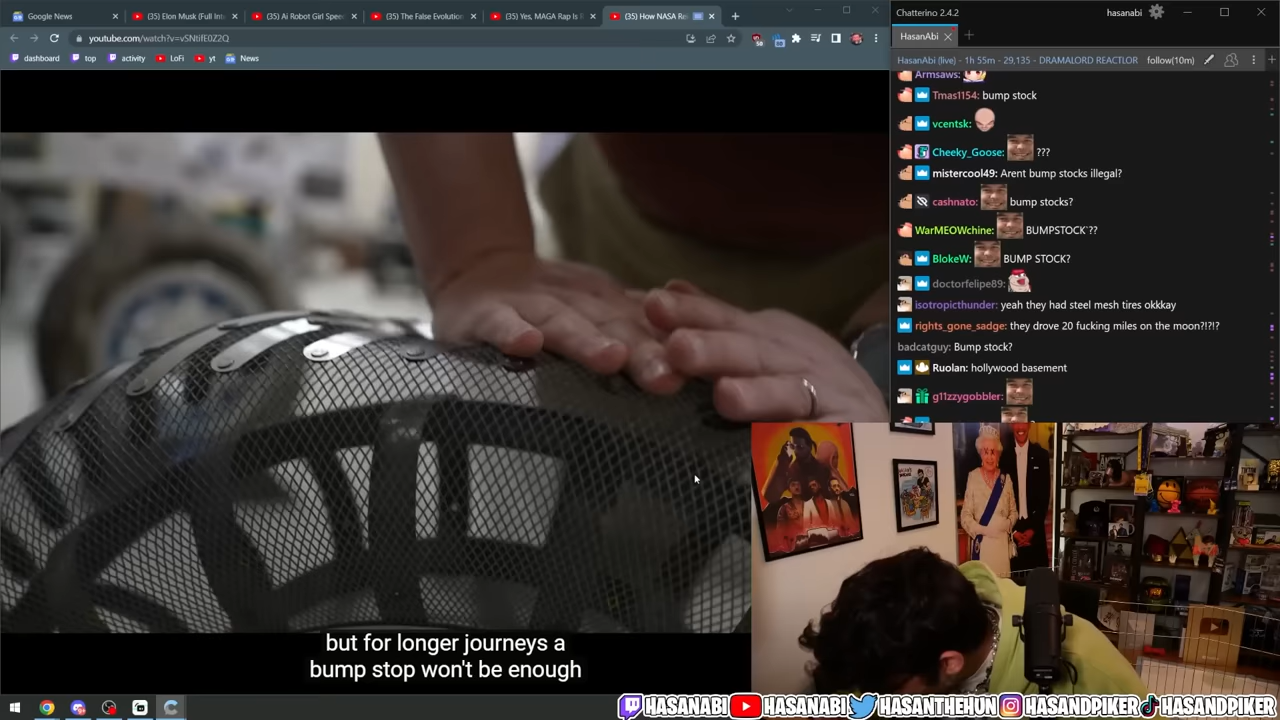 Google News
(35) Elon Musk (Full Int
(35) Ai Robot Girl Spee
(35) The False Evolution
(35) Yes, MAGA Rap Is
(35) How NASA Re
youtube.com/watch?v=vSNtifE0Z2Q
dashboard
top
activity
LoFi
yt
News
Chatterino 2.4.2
hasanabi
HasanAbi
HasanAbi (live) - 1h 55m - 29,135 - DRAMALORD REACTLOR
follow(10m)
Armsaws:
Tmas1154: bump stock
vcentsk:
Cheeky_Goose: ???
mistercool49: Arent bump stocks illegal?
cashnato: bump stocks?
WarMEOWchine: BUMPSTOCK`??
BlokeW: BUMP STOCK?
doctorfelipe89:
isotropicthunder: yeah they had steel mesh tires okkkay
rights_gone_sadge: they drove 20 fucking miles on the moon?!?!?
badcatguy: Bump stock?
Ruolan: hollywood basement
g11zzygobbler:
but for longer journeys a
bump stop won't be enough
HASANABI HASANABI HASANTHEHUN HASANDPIKER HASANDPIKER